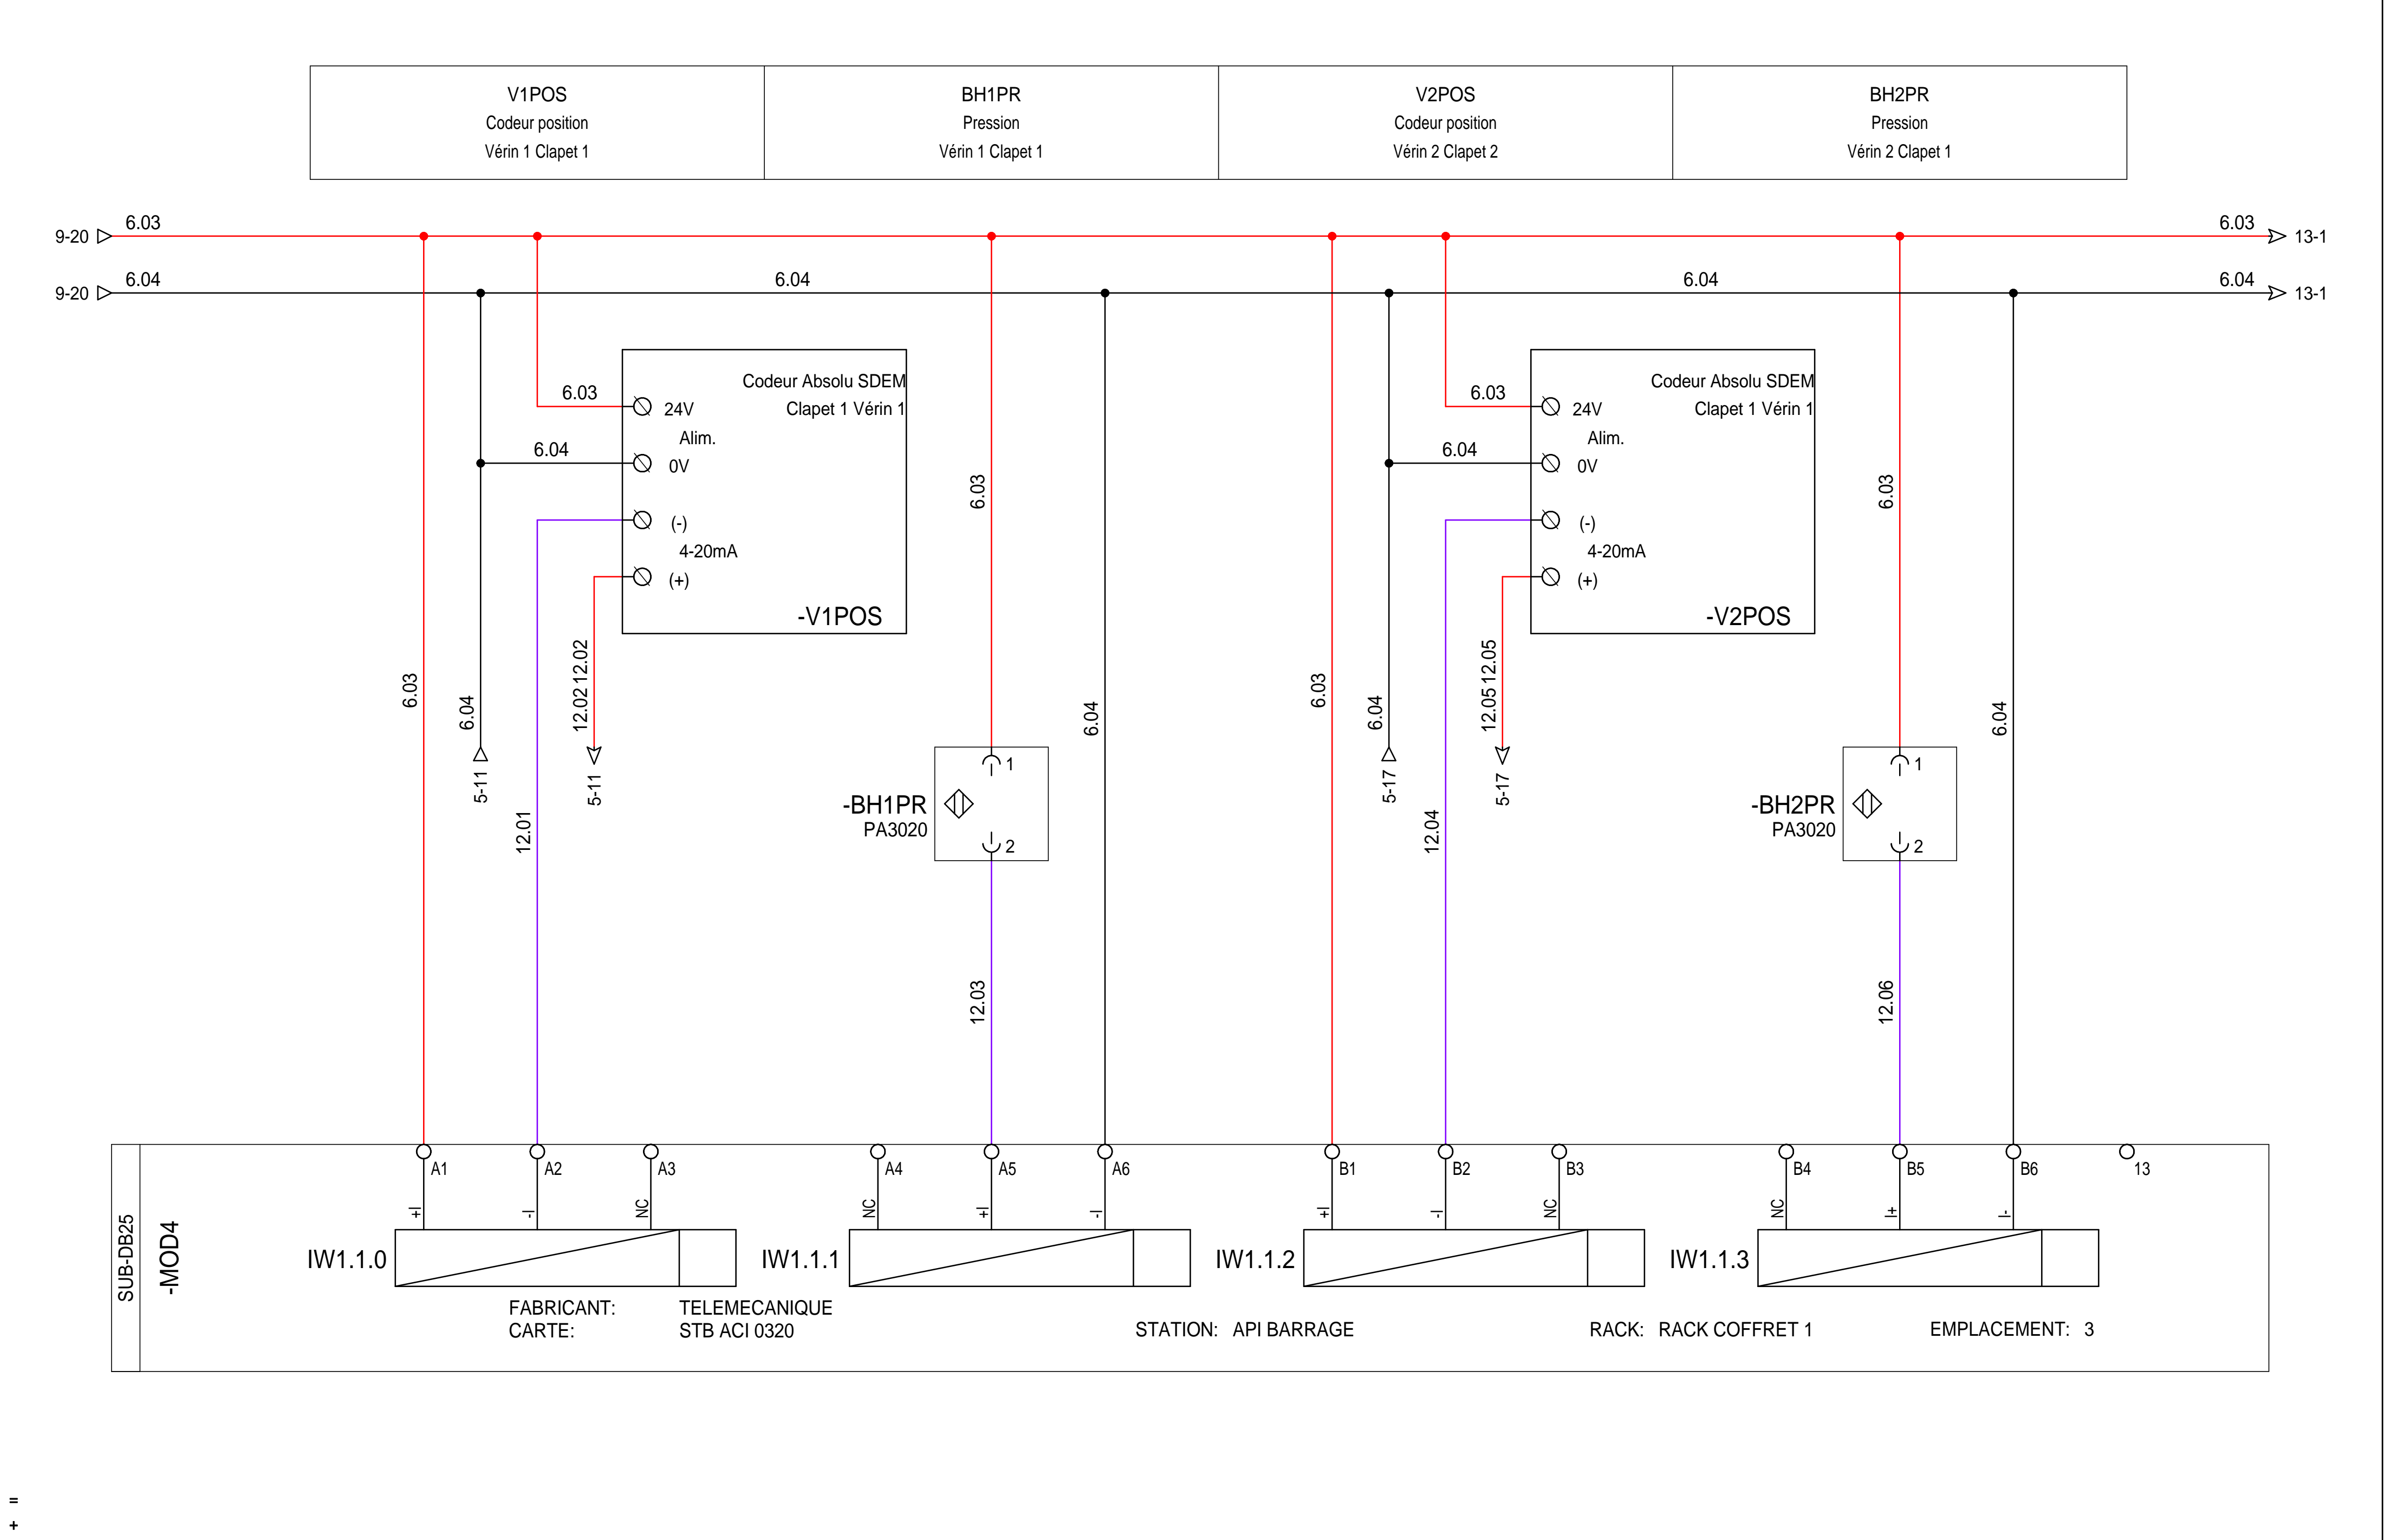 V1POS
Codeur position
Vérin 1 Clapet 1
BH1PR
Pression
Vérin 1 Clapet 1
V2POS
Codeur position
Vérin 2 Clapet 2
BH2PR
Pression
Vérin 2 Clapet 1
9-20
6.03
6.03
13-1
9-20
6.04
6.04
6.04
6.04
13-1
Codeur Absolu SDEM
Clapet 1 Vérin 1
6.03
24V
Alim.
6.04
0V
(-)
4-20mA
(+)
-V1POS
6.03
6.04
5-11
12.02
12.02
5-11
12.01
6.03
-BH1PR
PA3020
1
2
12.03
6.04
Codeur Absolu SDEM
Clapet 1 Vérin 1
6.03
24V
Alim.
6.04
0V
(-)
4-20mA
(+)
-V2POS
6.03
6.04
5-17
12.05
12.05
5-17
12.04
6.03
-BH2PR
PA3020
1
2
12.06
6.04
SUB-DB25
-MOD4
A1
A2
A3
+I
-I
NC
IW1.1.0
A4
A5
A6
NC
+I
-I
IW1.1.1
B1
B2
B3
+I
-I
NC
IW1.1.2
B4
B5
B6
NC
I+
I-
IW1.1.3
13
FABRICANT: TELEMECANIQUE
CARTE: STB ACI 0320
STATION: API BARRAGE
RACK: RACK COFFRET 1
EMPLACEMENT: 3
=
+